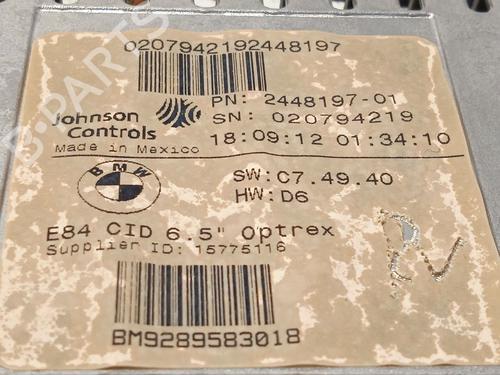 0207942192448197
Johnson
Controls
Made in Mexico
PN: 2448197-01
SN: 020794219
18:09:12 01:34:10
BMW
SW: C7.49.40
HW: D6
E84 CID 6.5" Optrex
Supplier ID: 15775116
BM9289583018
B-PARTS